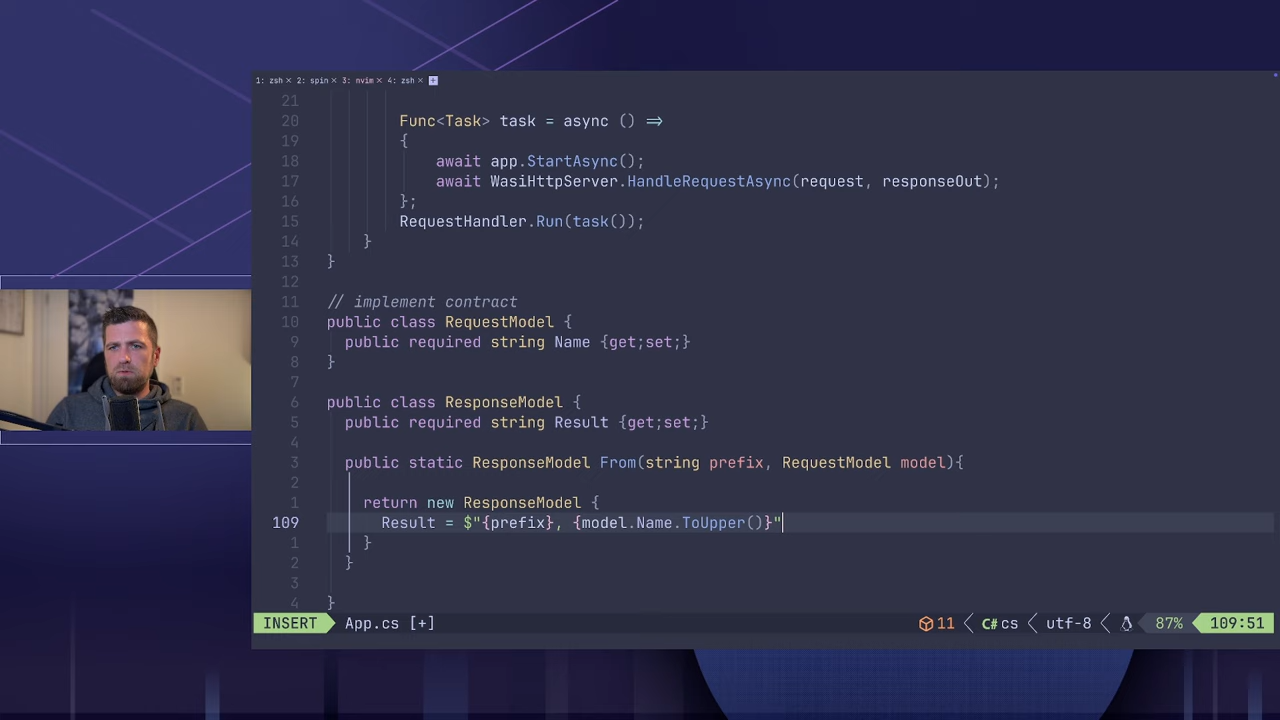 1: zsh × 2: spin × 3: nvim × 4: zsh × +
21
20 Func<Task> task = async () =>
19 {
18 await app.StartAsync();
17 await WasiHttpServer.HandleRequestAsync(request, responseOut);
16 };
15 RequestHandler.Run(task());
14 }
13 }
12
11 // implement contract
10 public class RequestModel {
9 public required string Name {get;set;}
8 }
7
6 public class ResponseModel {
5 public required string Result {get;set;}
4
3 public static ResponseModel From(string prefix, RequestModel model){
2
1 return new ResponseModel {
109 Result = $"{prefix}, {model.Name.ToUpper()}"
1 }
2 }
3
4 }
INSERT App.cs [+] 11 C# cs utf-8 87% 109:51